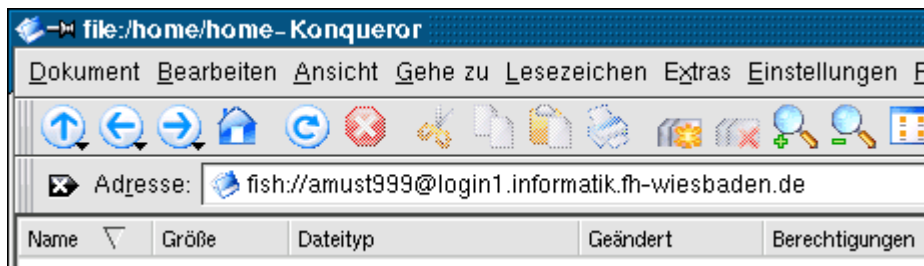 file:/home/home - Konqueror
Dokument Bearbeiten Ansicht Gehe zu Lesezeichen Extras Einstellungen
Adresse: fish://amust999@login1.informatik.fh-wiesbaden.de
Name Größe Dateityp Geändert Berechtigungen